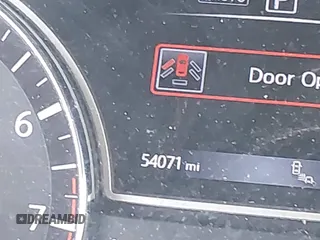 P
Door Op
6
54071 mi
7
DREAMBID